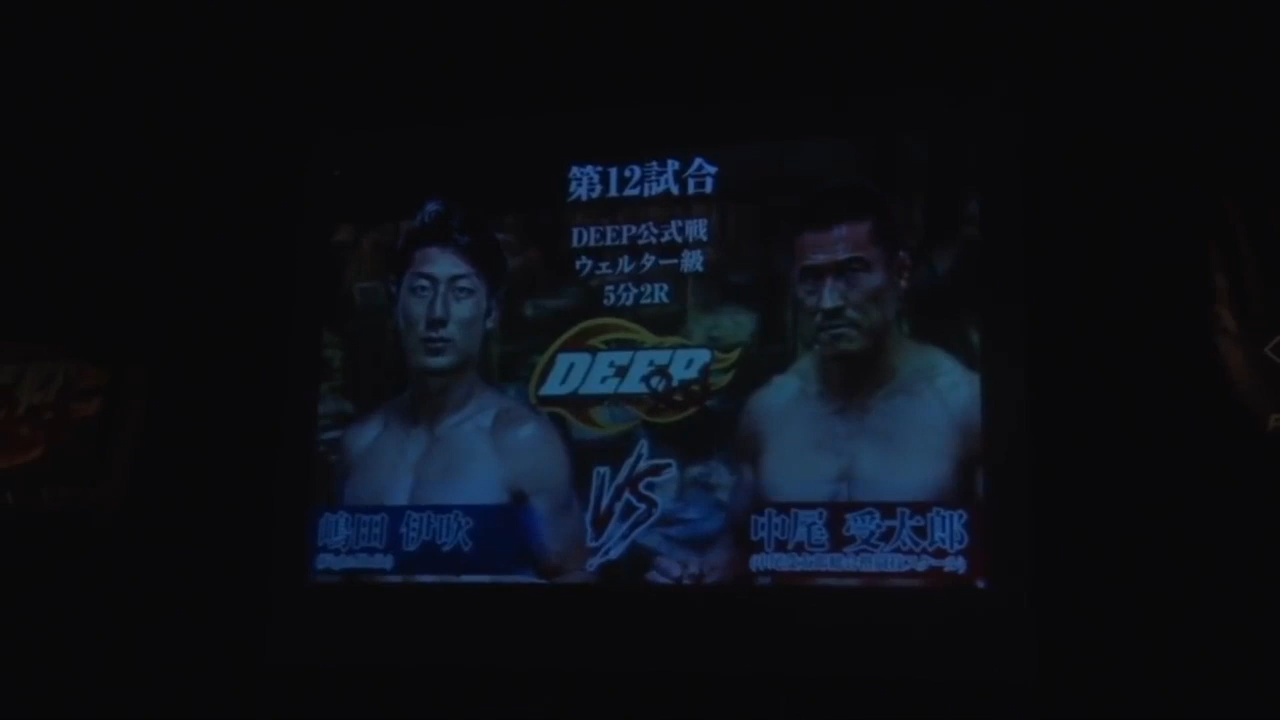 第12試合
DEEP公式戦
ウェルター級
5分2R
DEEP
VS
嶋田 伊吹
中尾 受太郎